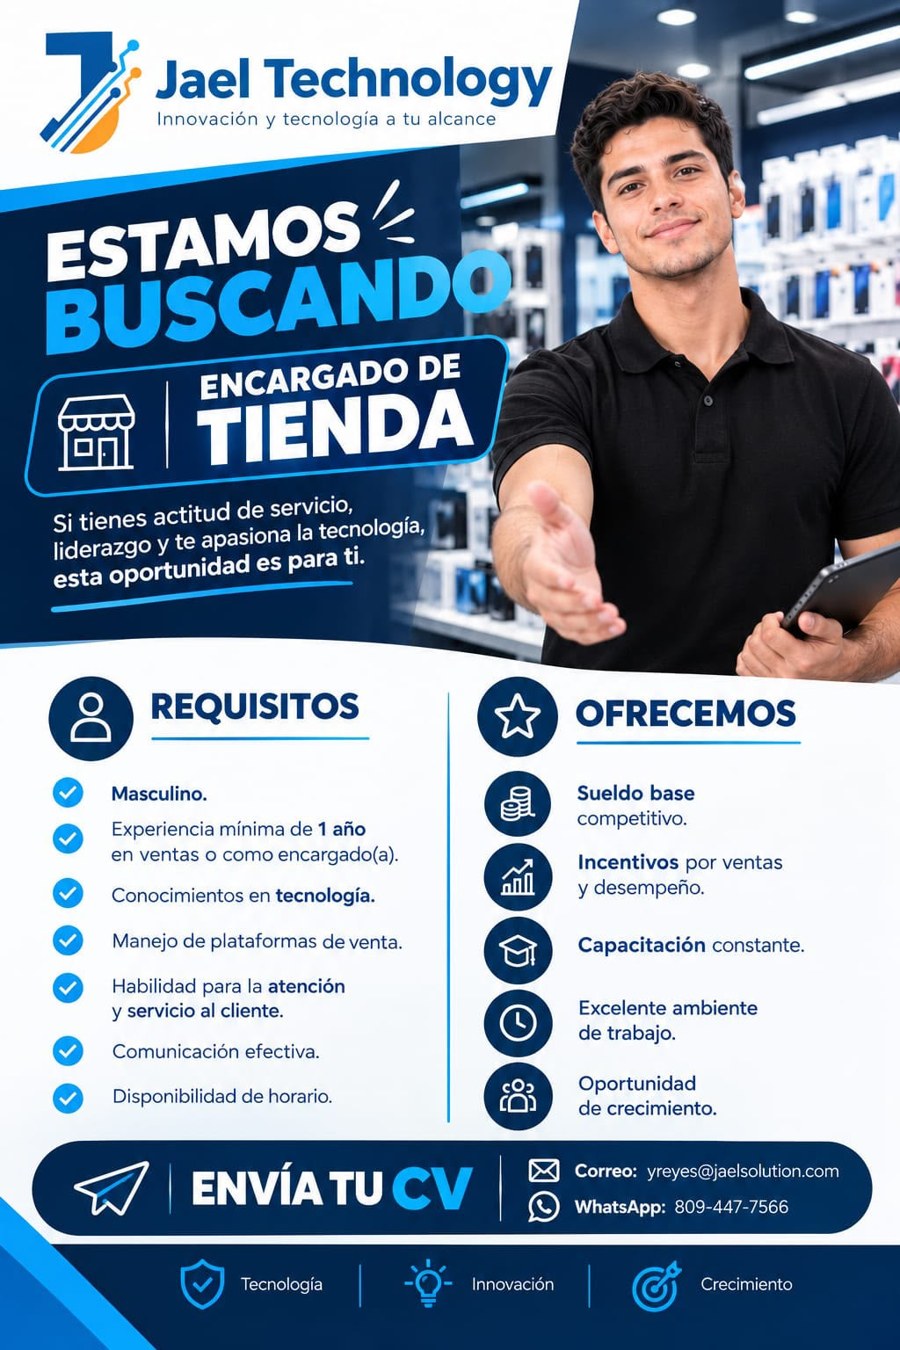 Jael Technology
Innovación y tecnología a tu alcance
ESTAMOS
BUSCANDO
ENCARGADO DE
TIENDA
Si tienes actitud de servicio,
liderazgo y te apasiona la tecnología,
esta oportunidad es para ti.
REQUISITOS
Masculino.
Experiencia mínima de 1 año
en ventas o como encargado(a).
Conocimientos en tecnología.
Manejo de plataformas de venta.
Habilidad para la atención
y servicio al cliente.
Comunicación efectiva.
Disponibilidad de horario.
OFRECEMOS
Sueldo base
competitivo.
Incentivos por ventas
y desempeño.
Capacitación constante.
Excelente ambiente
de trabajo.
Oportunidad
de crecimiento.
ENVÍA TU CV
Correo: yreyes@jaelsolution.com
WhatsApp: 809-447-7566
Tecnología
Innovación
Crecimiento